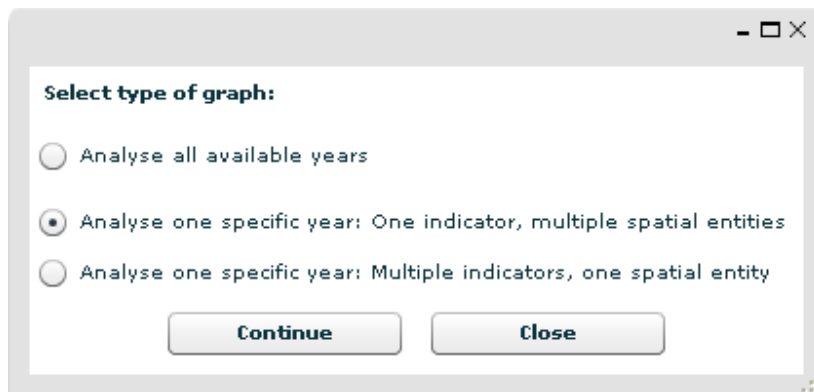 Select type of graph:
Analyse all available years
Analyse one specific year: One indicator, multiple spatial entities
Analyse one specific year: Multiple indicators, one spatial entity
Continue
Close